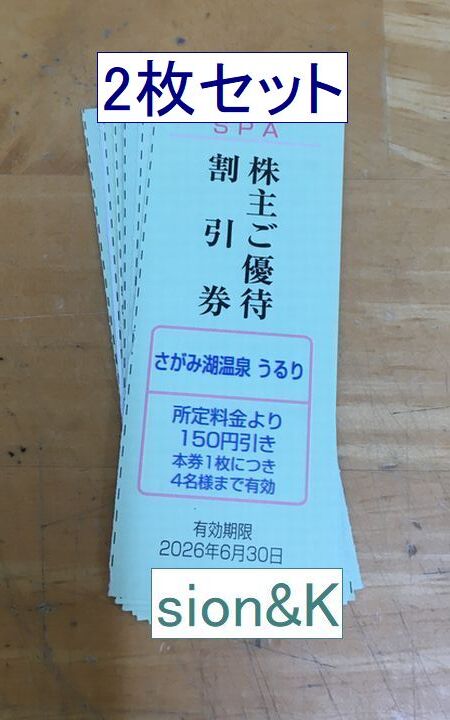 2枚セット
SPA
株主ご優待
割引券
さがみ湖温泉 うるり
所定料金より
150円引き
本券1枚につき
4名様まで有効
有効期限
2026年6月30日
sion&K